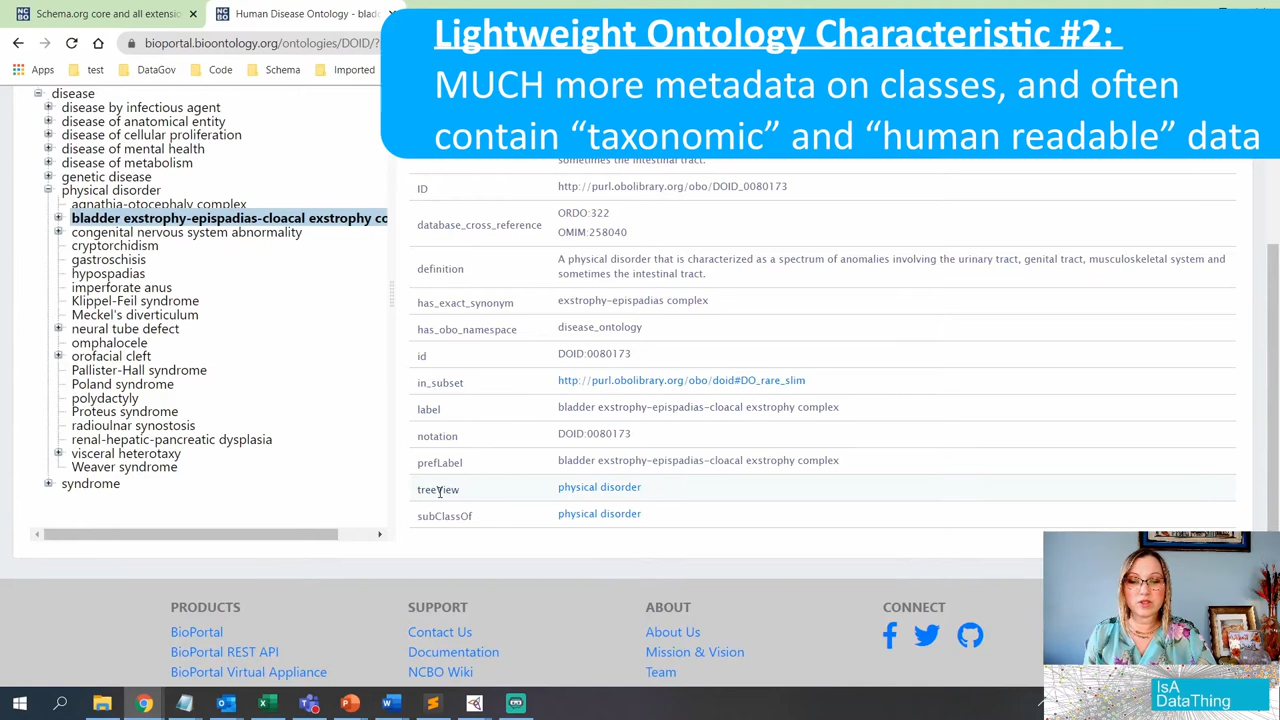 Schema.org core and all extension
Human Disease Ontology - blad
bioportal.bioontology.org/ontologies/DOID/?
Apps
test
DataGov
Code
Schema
Imported
Lightweight Ontology Characteristic #2:
MUCH more metadata on classes, and often
contain “taxonomic” and “human readable” data
disease
disease by infectious agent
disease of anatomical entity
disease of cellular proliferation
disease of mental health
disease of metabolism
genetic disease
physical disorder
agnathia-otocephaly complex
bladder exstrophy-epispadias-cloacal exstrophy co
congenital nervous system abnormality
cryptorchidism
gastroschisis
hypospadias
imperforate anus
Klippel-Feil syndrome
Meckel's diverticulum
neural tube defect
omphalocele
orofacial cleft
Pallister-Hall syndrome
Poland syndrome
polydactyly
Proteus syndrome
radioulnar synostosis
renal-hepatic-pancreatic dysplasia
visceral heterotaxy
Weaver syndrome
syndrome
sometimes the intestinal tract.
ID http://purl.obolibrary.org/obo/DOID_0080173
database_cross_reference ORDO:322
OMIM:258040
definition A physical disorder that is characterized as a spectrum of anomalies involving the urinary tract, genital tract, musculoskeletal system and
sometimes the intestinal tract.
has_exact_synonym exstrophy-epispadias complex
has_obo_namespace disease_ontology
id DOID:0080173
in_subset http://purl.obolibrary.org/obo/doid#DO_rare_slim
label bladder exstrophy-epispadias-cloacal exstrophy complex
notation DOID:0080173
prefLabel bladder exstrophy-epispadias-cloacal exstrophy complex
treeView physical disorder
subClassOf physical disorder
PRODUCTS
BioPortal
BioPortal REST API
BioPortal Virtual Appliance
SUPPORT
Contact Us
Documentation
NCBO Wiki
ABOUT
About Us
Mission & Vision
Team
CONNECT
IsA
DataThing